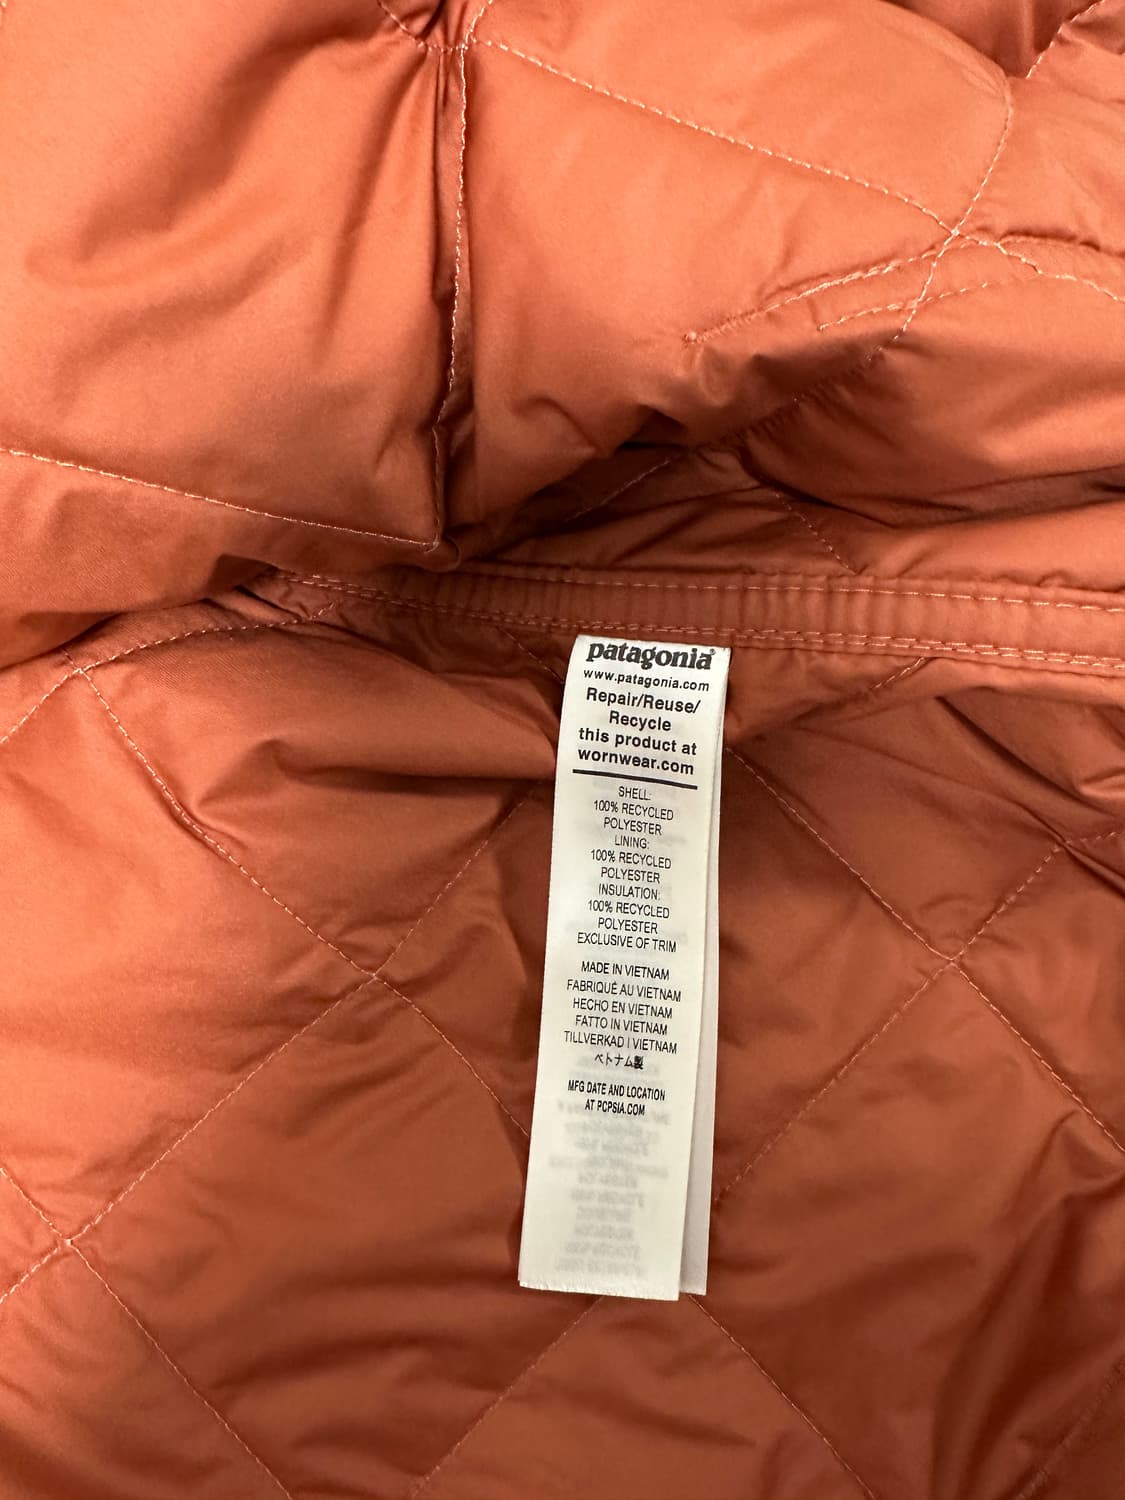 patagonia®
www.patagonia.com
Repair/Reuse/
Recycle
this product at
wornwear.com
SHELL:
100% RECYCLED
POLYESTER
LINING:
100% RECYCLED
POLYESTER
INSULATION:
100% RECYCLED
POLYESTER
EXCLUSIVE OF TRIM
MADE IN VIETNAM
FABRIQUÉ AU VIETNAM
HECHO EN VIETNAM
FATTO IN VIETNAM
TILLVERKAD I VIETNAM
ベトナム製
MFG DATE AND LOCATION
AT PCPSIA.COM